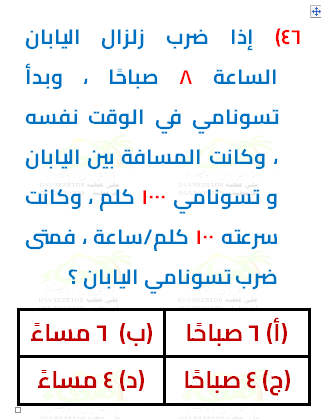 ٤٦) إذا ضرب زلزال اليابان
الساعة ٨ صباحًا ، وبدأ
تسونامي في الوقت نفسه
، وكانت المسافة بين اليابان
و تسونامي ١٠٠٠ كلم ، وكانت
سرعته ١٠٠ كلم/ساعة ، فمتى
ضرب تسونامي اليابان ؟
(أ) ٦ صباحًا (ب) ٦ مساءً
(ج) ٤ صباحًا (د) ٤ مساءً